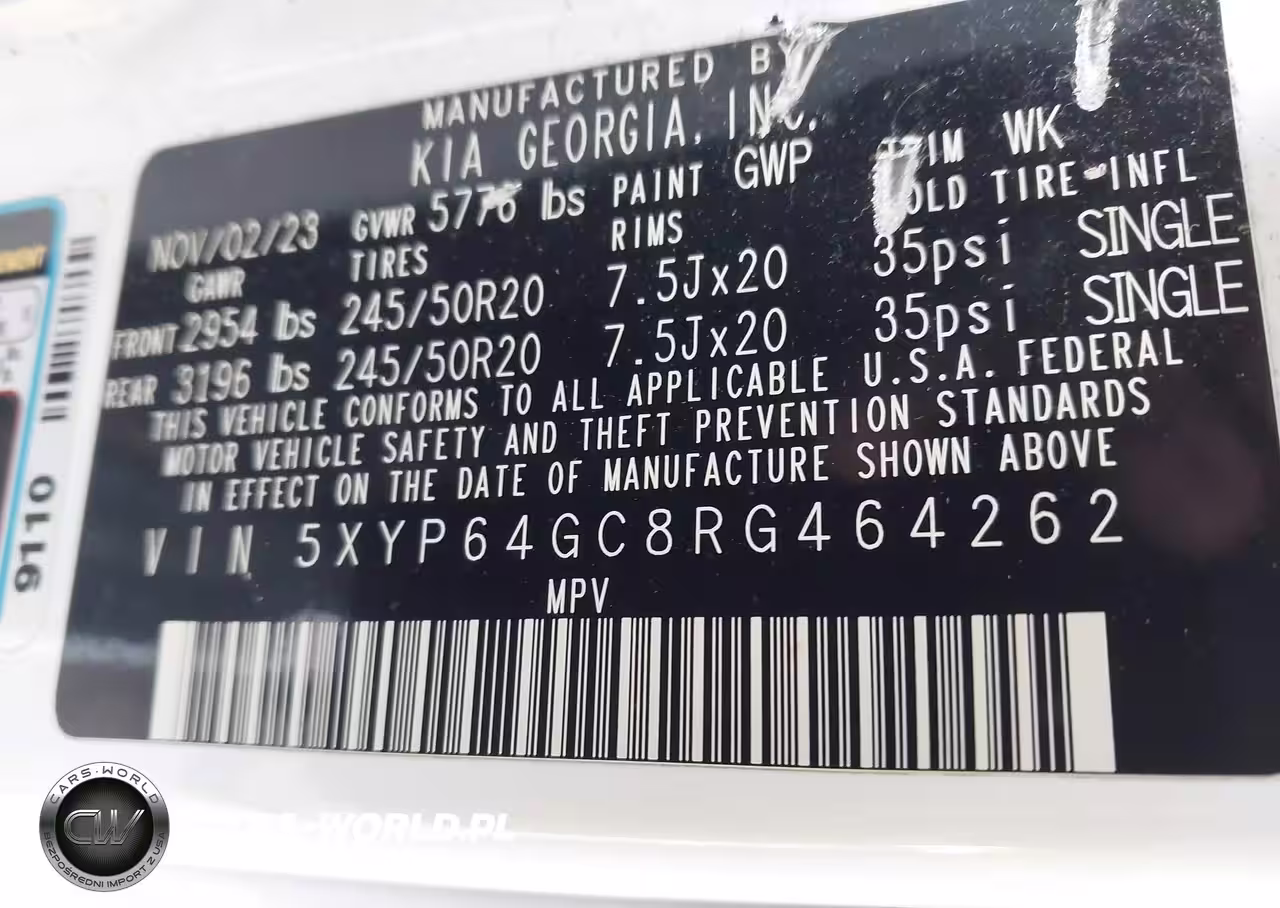 MANUFACTURED BY
KIA GEORGIA, INC.
NOV/02/23 GVWR 5776 lbs PAINT GWP TRIM WK
GAWR TIRES RIMS COLD TIRE-INFL
FRONT 2954 lbs 245/50R20 7.5Jx20 35psi SINGLE
REAR 3196 lbs 245/50R20 7.5Jx20 35psi SINGLE
THIS VEHICLE CONFORMS TO ALL APPLICABLE U.S.A. FEDERAL
MOTOR VEHICLE SAFETY AND THEFT PREVENTION STANDARDS
IN EFFECT ON THE DATE OF MANUFACTURE SHOWN ABOVE
VIN 5XYP64GC8RG464262
MPV
9110
CARS-WORLD
CW
BEZPOŚREDNI IMPORT Z USA